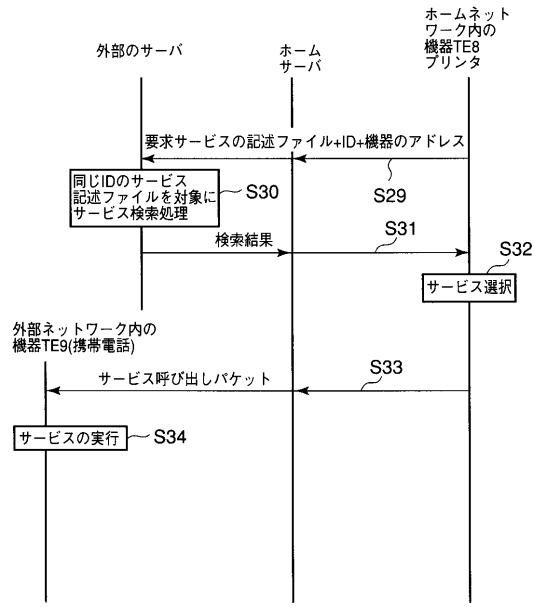 外部のサーバ
ホーム
サーバ
ホームネット
ワーク内の
機器TE8
プリンタ
要求サービスの記述ファイル+ID+機器のアドレス
S29
同じIDのサービス
記述ファイルを対象に
サービス検索処理
S30
検索結果
S31
S32
サービス選択
外部ネットワーク内の
機器TE9(携帯電話)
サービス呼び出しパケット
S33
サービスの実行
S34